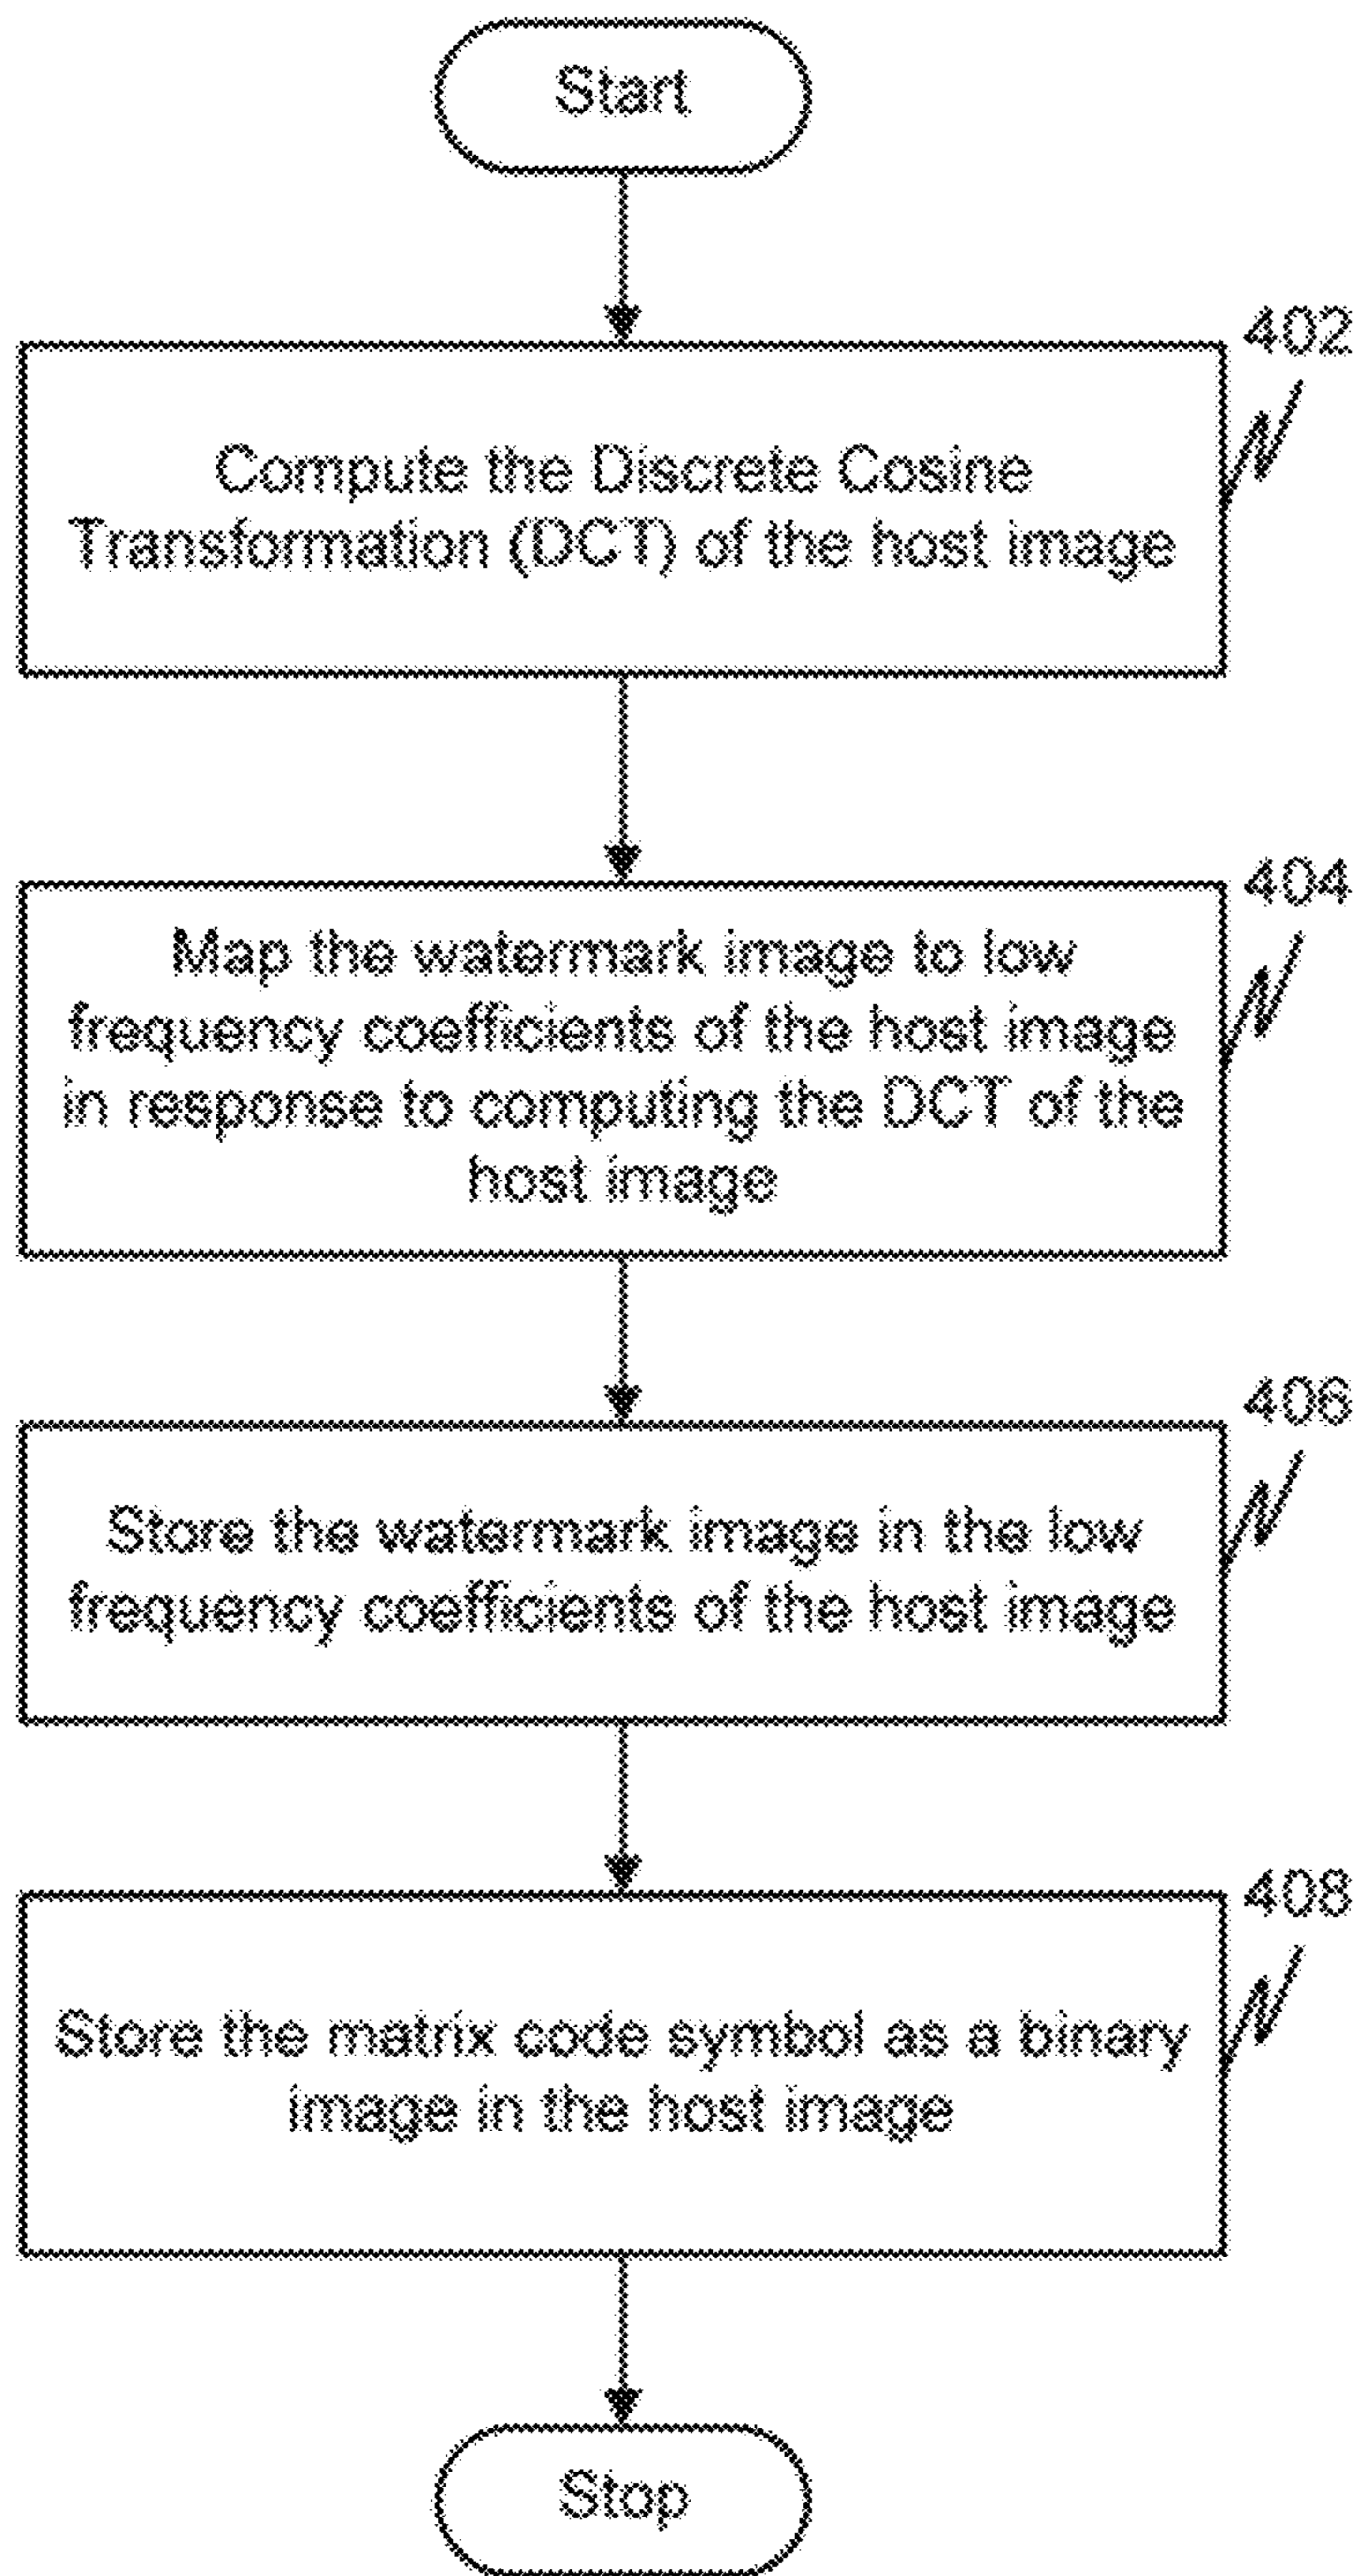 Start
402
Compute the Discrete Cosine
Transformation (DCT) of the host image
404
Map the watermark image to low
frequency coefficients of the host image
in response to computing the DCT of the
host image
406
Store the watermark image in the low
frequency coefficients of the host image
408
Store the matrix code symbol as a binary
image in the host image
Stop